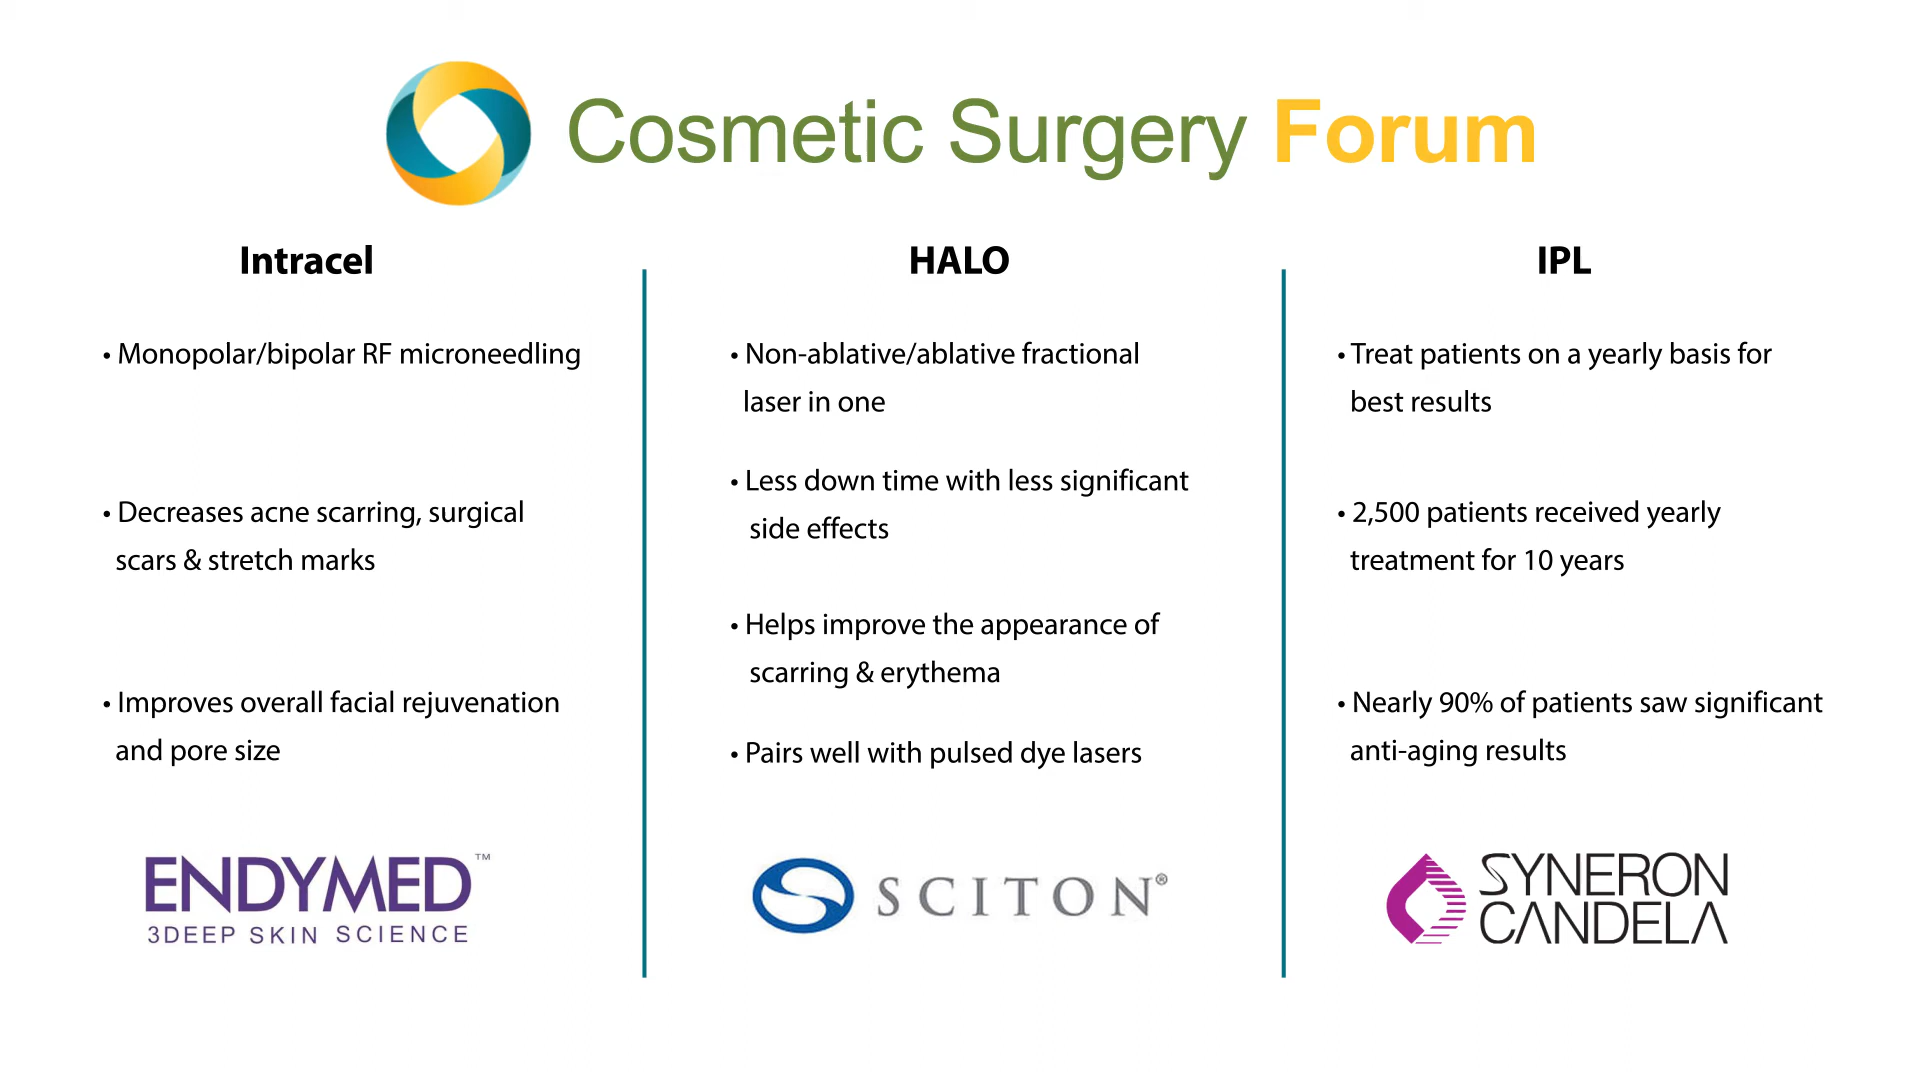 Cosmetic Surgery Forum
Intracel
• Monopolar/bipolar RF microneedling
• Decreases acne scarring, surgical
scars & stretch marks
• Improves overall facial rejuvenation
and pore size
ENDYMED™
3DEEP SKIN SCIENCE
HALO
• Non-ablative/ablative fractional
laser in one
• Less down time with less significant
side effects
• Helps improve the appearance of
scarring & erythema
• Pairs well with pulsed dye lasers
SCITON®
IPL
• Treat patients on a yearly basis for
best results
• 2,500 patients received yearly
treatment for 10 years
• Nearly 90% of patients saw significant
anti-aging results
SYNERON
CANDELA